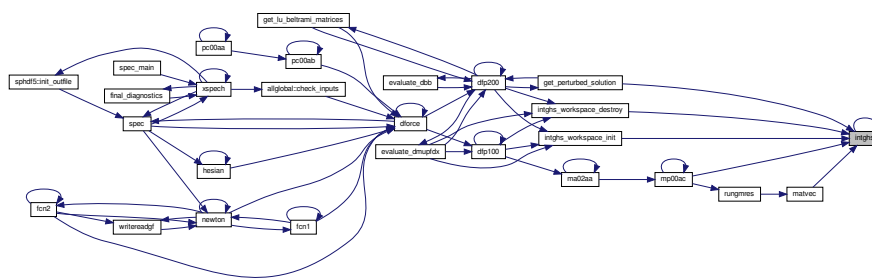 get_lu_beltrami_matrices
pc00aa
pc00ab
spec_main
sphdf5::init_outfile
xspech
final_diagnostics
allglobal::check_inputs
evaluate_dbb
dfp200
get_perturbed_solution
intghs_workspace_destroy
spec
dforce
intghs_workspace_init
intghs
evaluate_dmupfdx
dfp100
hesian
ma02aa
mp00ac
rungmres
matvec
fcn2
newton
writereadgf
fcn1